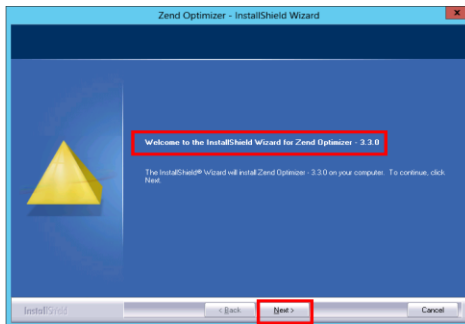 Zend Optimizer - InstallShield Wizard
x
Welcome to the InstallShield Wizard for Zend Optimizer - 3.3.0
The InstallShield® Wizard will install Zend Optimizer - 3.3.0 on your computer. To continue, click
Next
InstallShield
< Back
Next >
Cancel